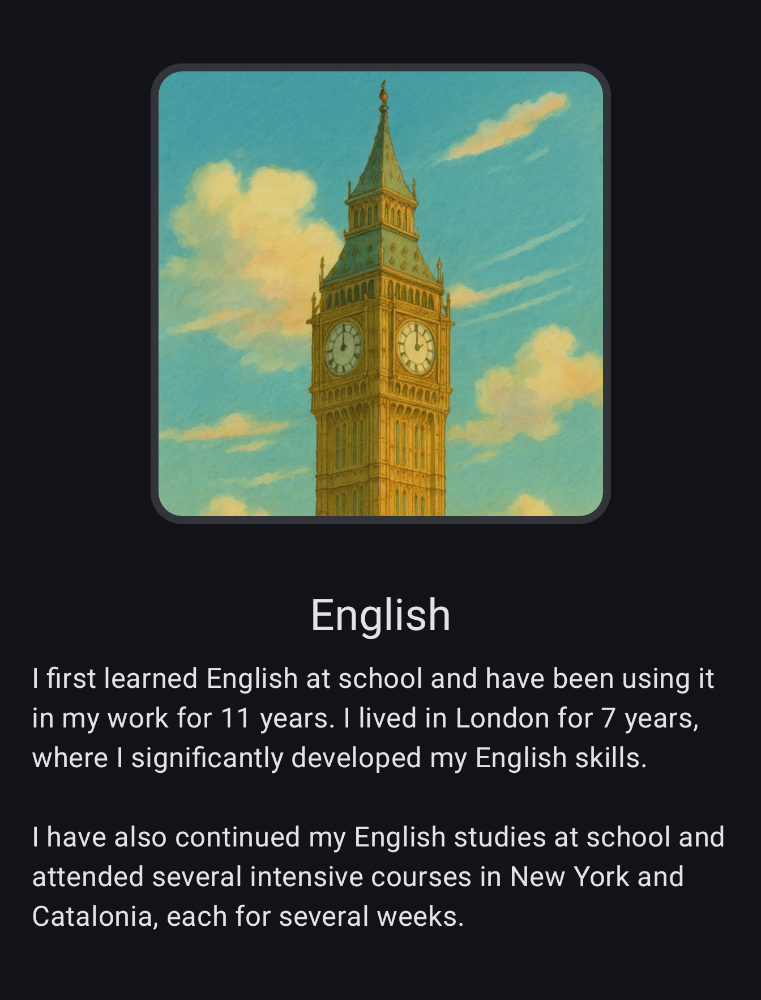 English
I first learned English at school and have been using it
in my work for 11 years. I lived in London for 7 years,
where I significantly developed my English skills.
I have also continued my English studies at school and
attended several intensive courses in New York and
Catalonia, each for several weeks.